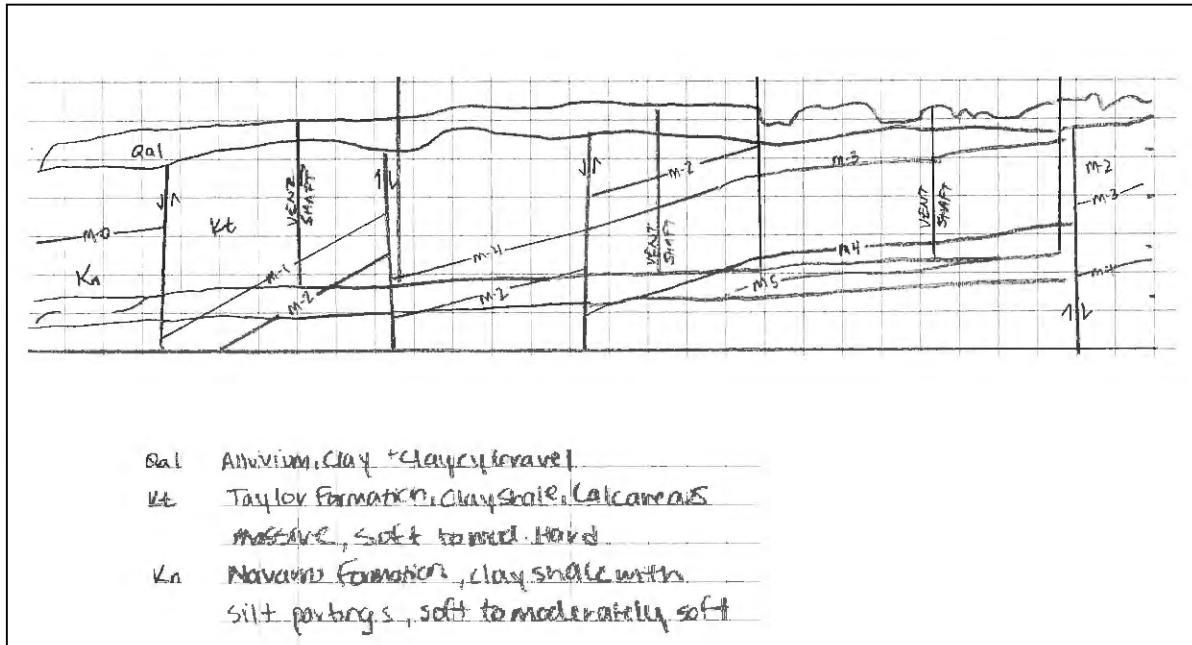 Qal
M-0
Kn
Kt
VENT SHAFT
M-1
M-2
M-4
M-2
M-2
VENT SHAFT
M-3
M4
M-5
VENT SHAFT
M-2
M-3
M-4
Qal Alluvium, Clay + Clayey Gravel
Kt Taylor Formation, Clay Shale, Calcareous
Massive, soft to med. Hard
Kn Navarro Formation, clay shale with
silt partings, soft to moderately soft